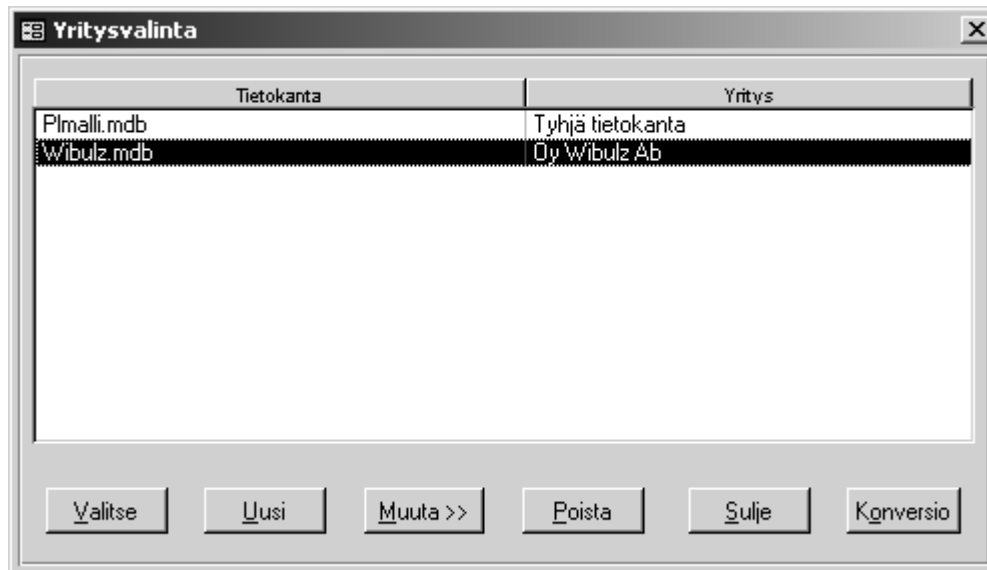 Yritysvalinta
Tietokanta Yritys
Plmalli.mdb Tyhjä tietokanta
Wibulz.mdb Oy Wibulz Ab
Valitse Uusi Muuta >> Poista Sulje Konversio